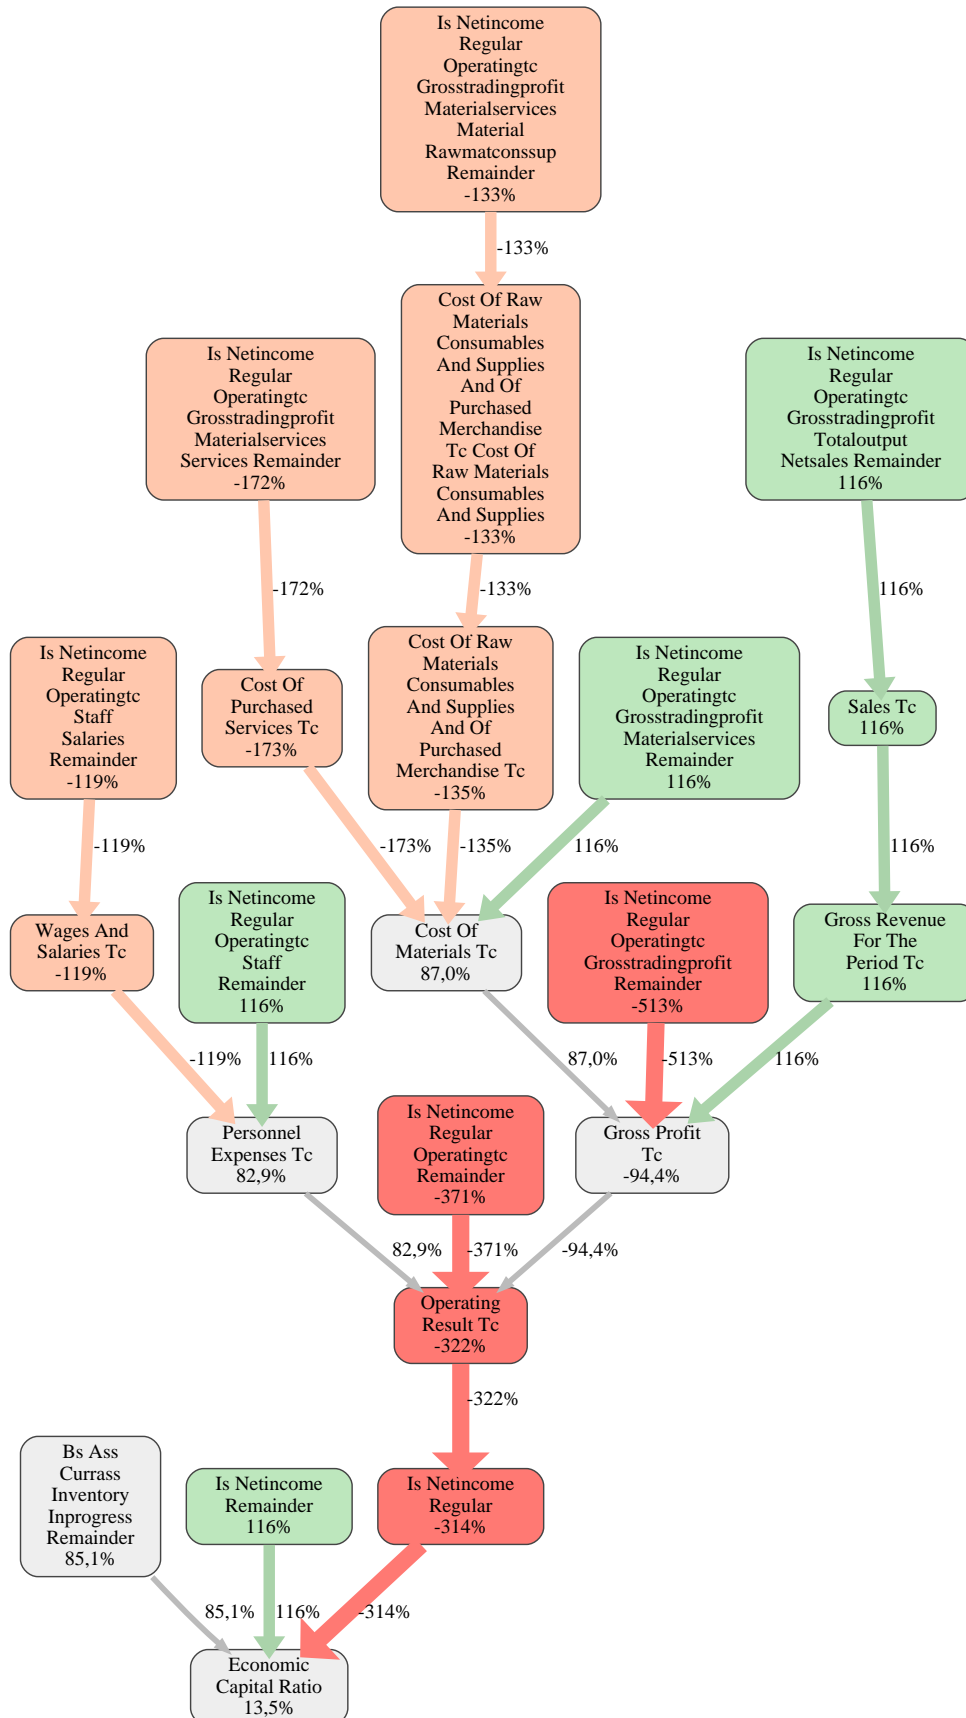 Is Netincome
Regular
Operatingtc
Grosstradingprofit
Materialservices
Material
Rawmatconssup
Remainder
-133%
-133%
Cost Of Raw
Materials
Consumables
And Supplies
And Of
Purchased
Merchandise
Tc Cost Of
Raw Materials
Consumables
And Supplies
-133%
Is Netincome
Regular
Operatingtc
Grosstradingprofit
Materialservices
Services Remainder
-172%
Is Netincome
Regular
Operatingtc
Grosstradingprofit
Totaloutput
Netsales Remainder
116%
-172%
-133%
116%
Is Netincome
Regular
Operatingtc
Staff
Salaries
Remainder
-119%
Cost Of
Purchased
Services Tc
-173%
Cost Of Raw
Materials
Consumables
And Supplies
And Of
Purchased
Merchandise Tc
-135%
Is Netincome
Regular
Operatingtc
Grosstradingprofit
Materialservices
Remainder
116%
Sales Tc
116%
-119%
-173%
-135%
116%
116%
Wages And
Salaries Tc
-119%
Is Netincome
Regular
Operatingtc
Staff
Remainder
116%
Cost Of
Materials Tc
87,0%
Is Netincome
Regular
Operatingtc
Grosstradingprofit
Remainder
-513%
Gross Revenue
For The
Period Tc
116%
-119%
116%
87,0%
-513%
116%
Personnel
Expenses Tc
82,9%
Is Netincome
Regular
Operatingtc
Remainder
-371%
Gross Profit
Tc
-94,4%
82,9%
-371%
-94,4%
Operating
Result Tc
-322%
-322%
Bs Ass
Currass
Inventory
Inprogress
Remainder
85,1%
Is Netincome
Remainder
116%
Is Netincome
Regular
-314%
85,1%
116%
-314%
Economic
Capital Ratio
13,5%